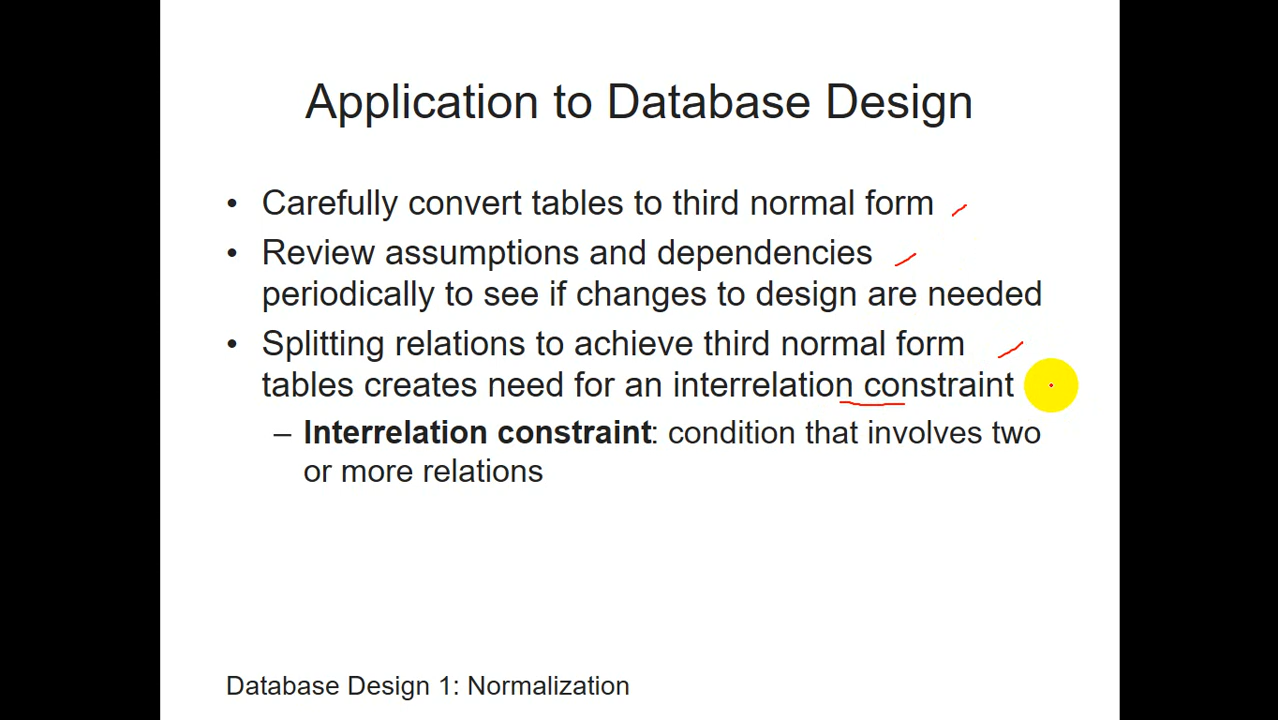 Application to Database Design
• Carefully convert tables to third normal form
• Review assumptions and dependencies
periodically to see if changes to design are needed
• Splitting relations to achieve third normal form
tables creates need for an interrelation constraint
– Interrelation constraint: condition that involves two
or more relations
Database Design 1: Normalization